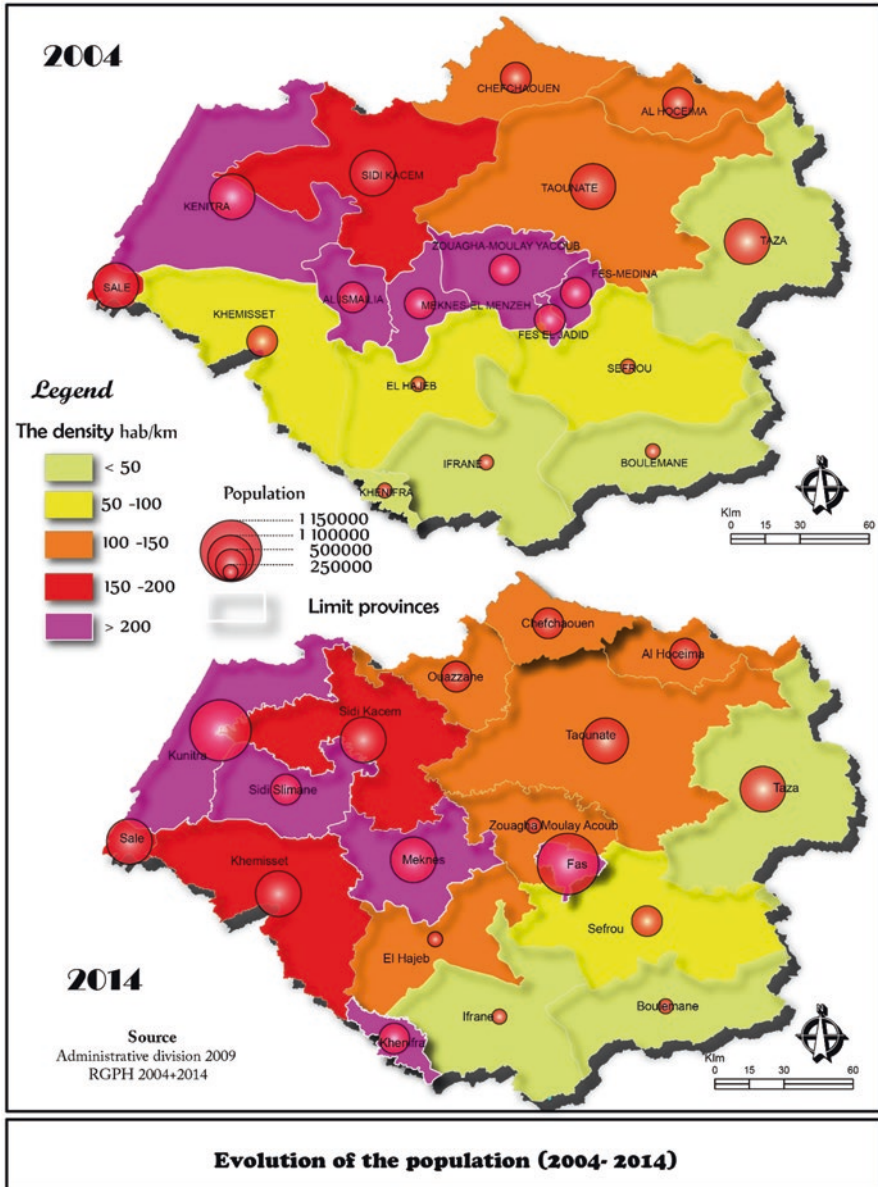 2004
CHEFCHAOUEN
AL HOCEIMA
SIDI KACEM
TAOUNATE
KENITRA
TAZA
ZOUAGHA-MOULAY YACOUB
FES-MEDINA
SALE
AL ISMAILIA
MEKNES-EL MENZEH
KHEMISSET
FES EL JADID
SEFROU
EL HAJEB
IFRANE
BOULEMANE
KHENIFRA
Klm
0 15 30 60
Legend
The density hab/km
< 50
50 -100
100 -150
150 -200
> 200
Population
1 150000
1 100000
500000
250000
Limit provinces
Chefchaouen
Al Hoceima
Ouazzane
Sidi Kacem
Taounate
Kunitra
Taza
Sidi Slimane
Zouagha Moulay Acoub
Sale
Meknes
Fas
Khemisset
Sefrou
El Hajeb
2014
Ifrane
Boulemane
Khenifra
Source
Administrative division 2009
RGPH 2004+2014
Klm
0 15 30 60
Evolution of the population (2004- 2014)